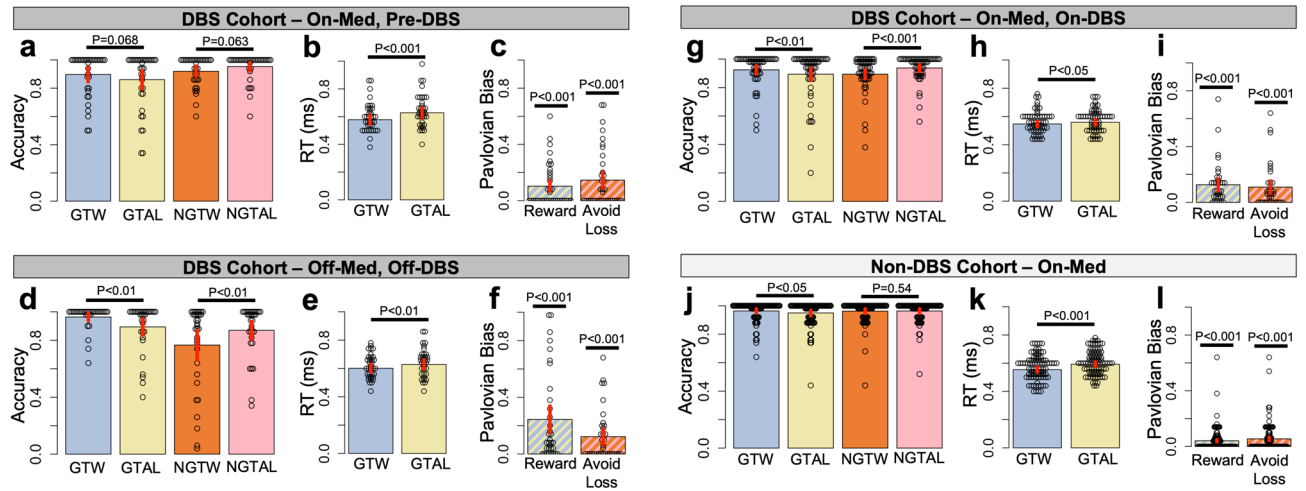 DBS Cohort – On-Med, Pre-DBS
a
P=0.068
P=0.063
Accuracy
0.8
0.4
0.0
GTW
GTAL
NGTW
NGTAL
b
P<0.001
RT (ms)
0.8
0.4
0.0
GTW
GTAL
c
P<0.001
P<0.001
Pavlovian Bias
0.8
0.4
0.0
Reward
Avoid
Loss
DBS Cohort – Off-Med, Off-DBS
d
P<0.01
P<0.01
Accuracy
0.8
0.4
0.0
GTW
GTAL
NGTW
NGTAL
e
P<0.01
RT (ms)
0.8
0.4
0.0
GTW
GTAL
f
P<0.001
P<0.001
Pavlovian Bias
0.8
0.4
0.0
Reward
Avoid
Loss
DBS Cohort – On-Med, On-DBS
g
P<0.01
P<0.001
Accuracy
0.8
0.4
0.0
GTW
GTAL
NGTW
NGTAL
h
P<0.05
RT (ms)
0.8
0.4
0.0
GTW
GTAL
i
P<0.001
P<0.001
Pavlovian Bias
0.8
0.4
0.0
Reward
Avoid
Loss
Non-DBS Cohort – On-Med
j
P<0.05
P=0.54
Accuracy
0.8
0.4
0.0
GTW
GTAL
NGTW
NGTAL
k
P<0.001
RT (ms)
0.8
0.4
0.0
GTW
GTAL
l
P<0.001
P<0.001
Pavlovian Bias
0.8
0.4
0.0
Reward
Avoid
Loss